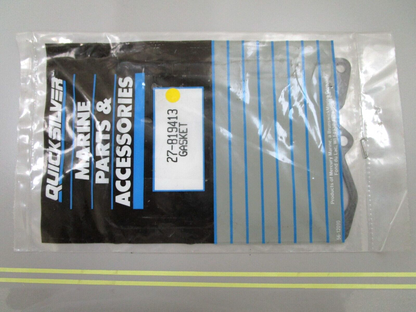 QUICKSILVER
MARINE
PARTS &
ACCESSORIES
27-819413
GASKET